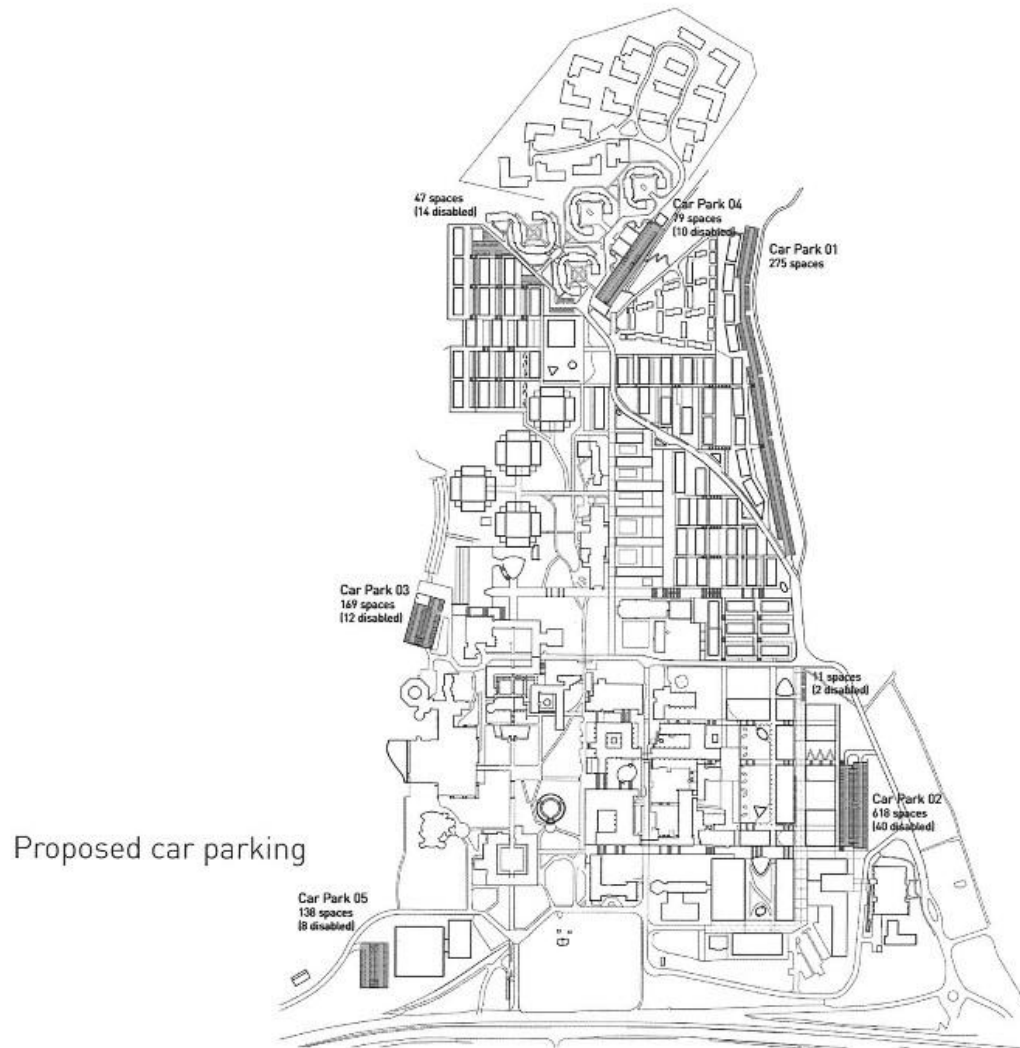 47 spaces
(14 disabled)
Car Park 04
79 spaces
(10 disabled)
Car Park 01
275 spaces
Car Park 03
169 spaces
(12 disabled)
11 spaces
(2 disabled)
Car Park 02
618 spaces
(40 disabled)
Proposed car parking
Car Park 05
138 spaces
(8 disabled)